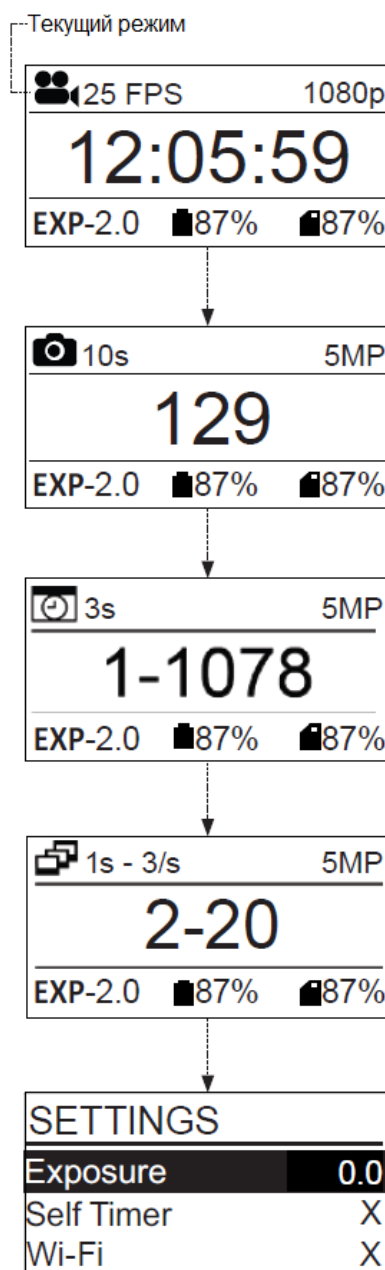 Текущий режим
25 FPS 1080p
12:05:59
EXP-2.0 87% 87%
10s 5MP
129
EXP-2.0 87% 87%
3s 5MP
1-1078
EXP-2.0 87% 87%
1s - 3/s 5MP
2-20
EXP-2.0 87% 87%
SETTINGS
Exposure 0.0
Self Timer X
Wi-Fi X